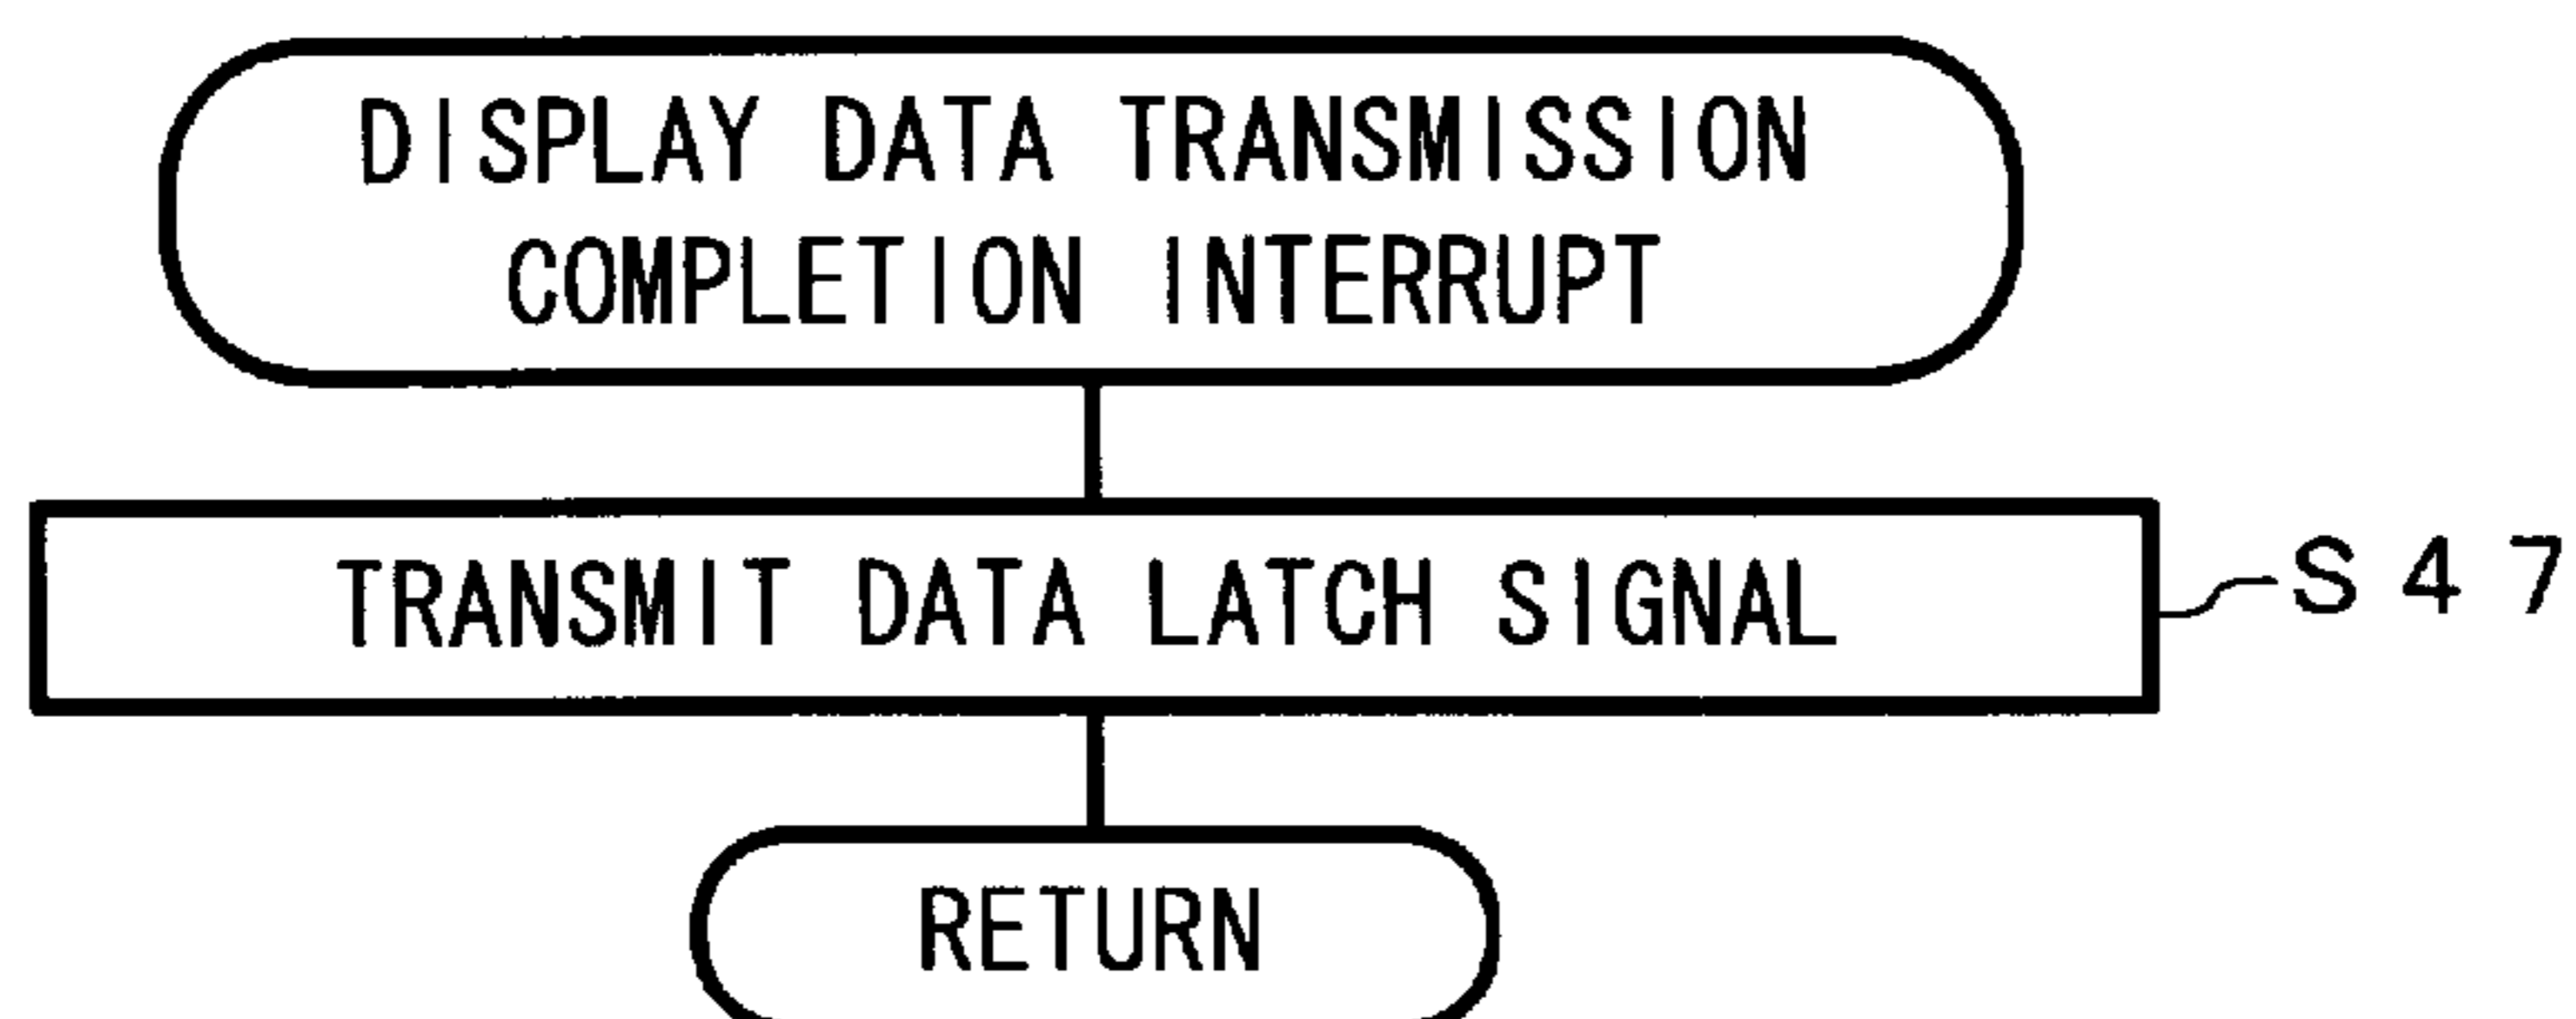 DISPLAY DATA TRANSMISSION
COMPLETION INTERRUPT
TRANSMIT DATA LATCH SIGNAL
S47
RETURN